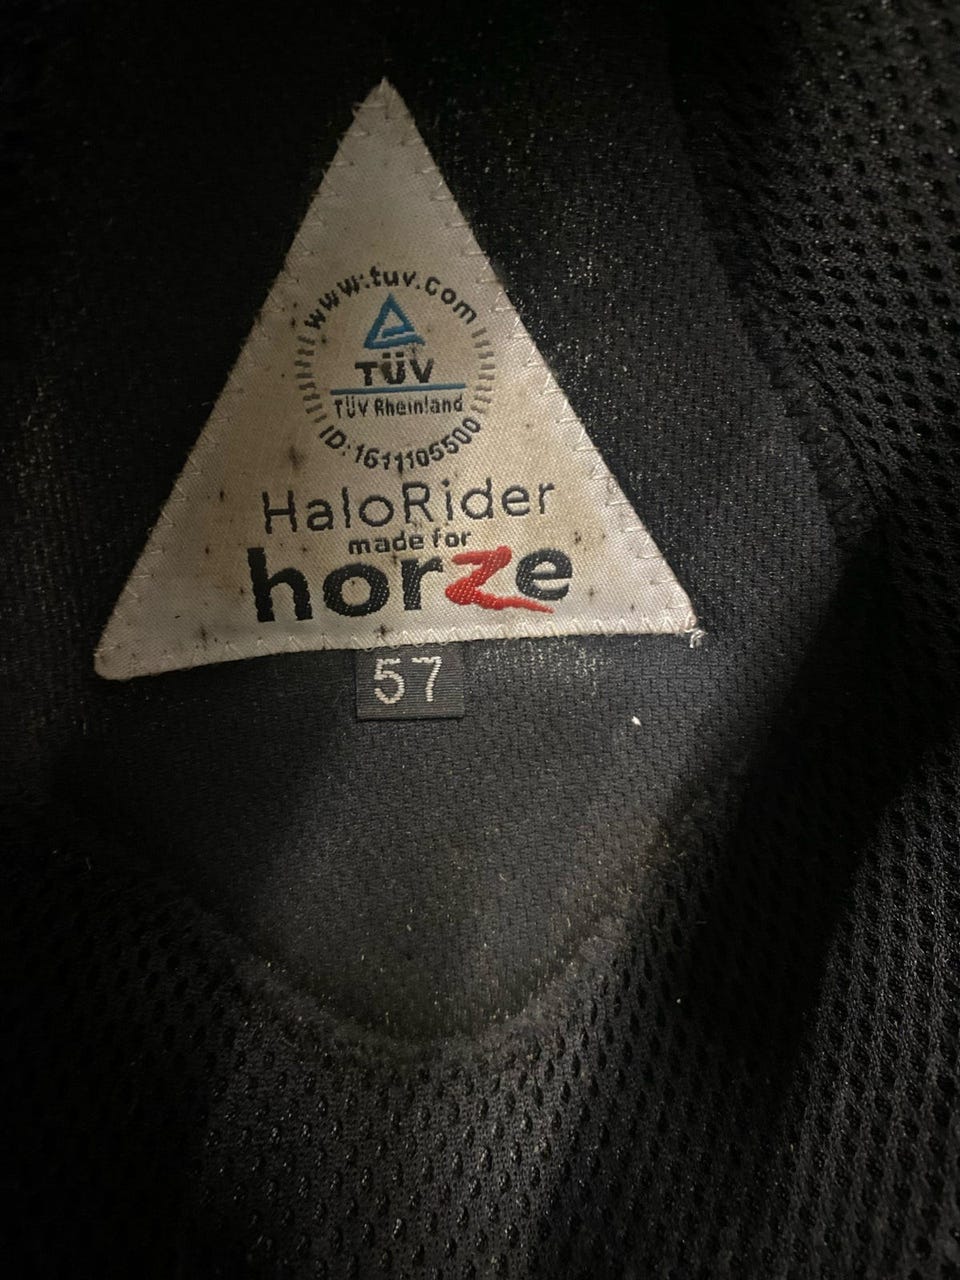 www.tuv.com
TÜV
TÜV Rheinland
ID: 1611105500
HaloRider
made for
horze
57